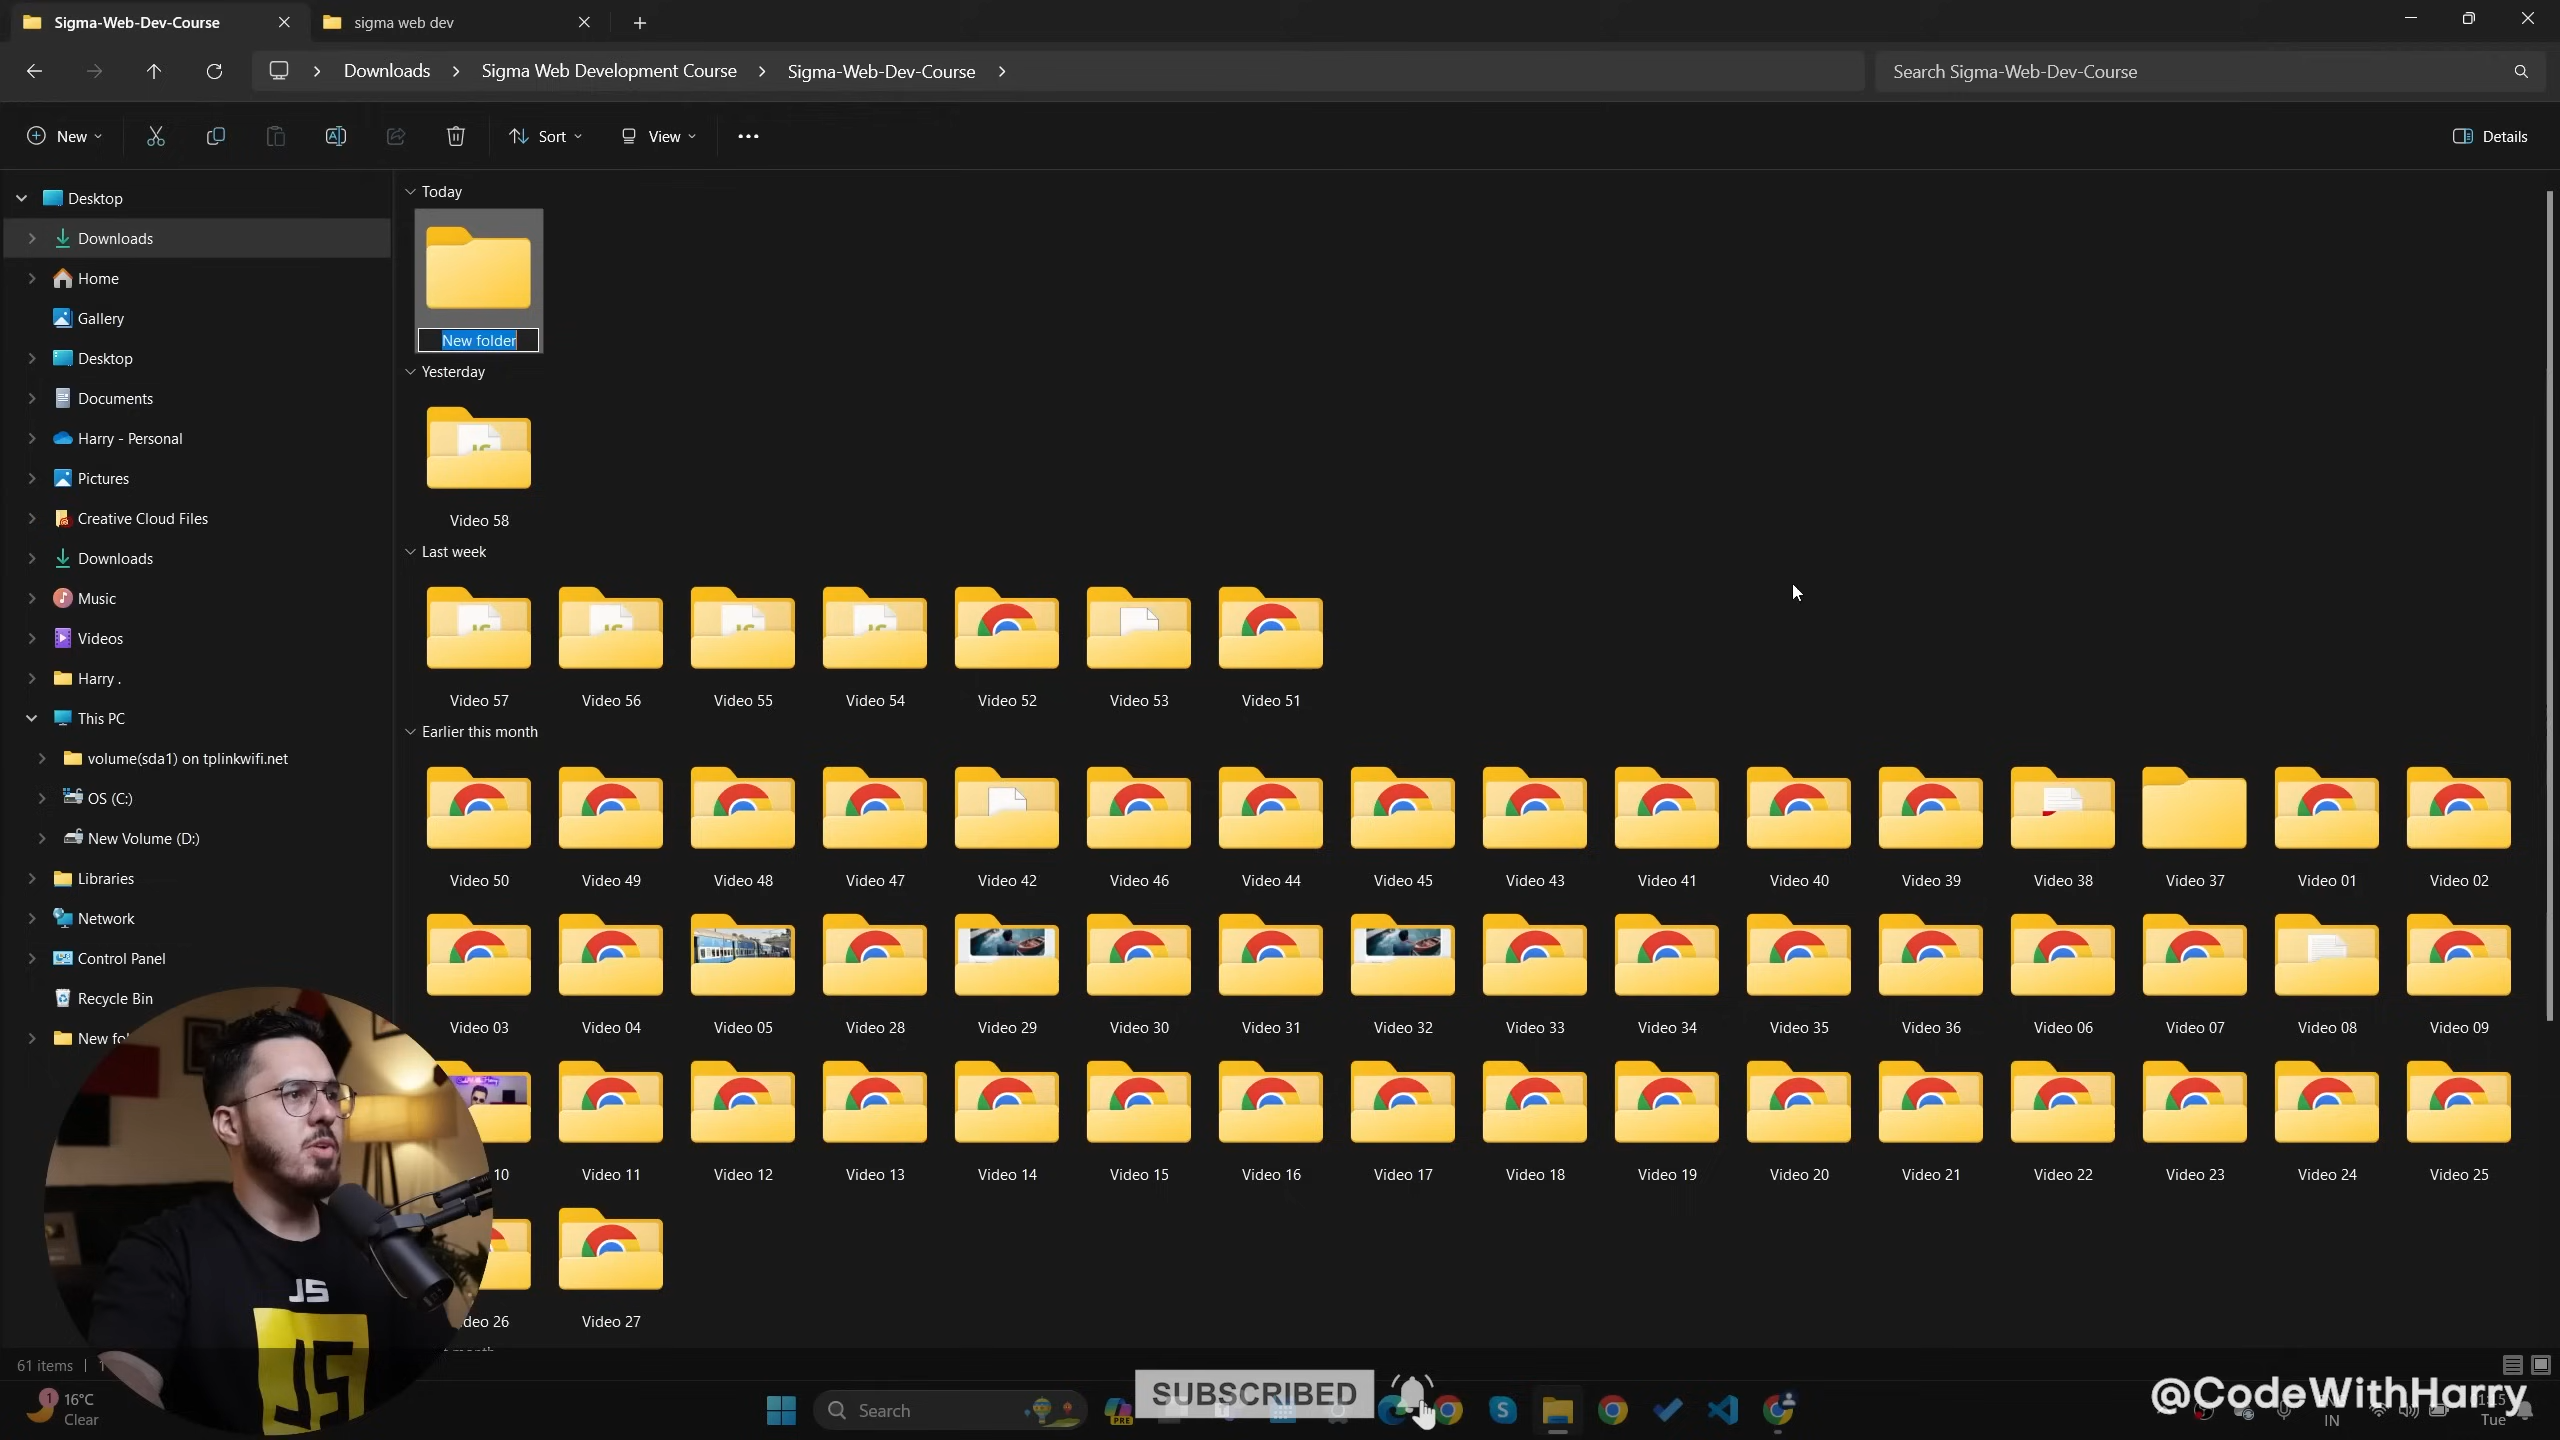 Sigma-Web-Dev-Course
sigma web dev
Downloads
Sigma Web Development Course
Sigma-Web-Dev-Course
Search Sigma-Web-Dev-Course
New
Sort
View
Details
Desktop
Downloads
Home
Gallery
Desktop
Documents
Harry - Personal
Pictures
Creative Cloud Files
Downloads
Music
Videos
Harry .
This PC
volume(sda1) on tplinkwifi.net
OS (C:)
New Volume (D:)
Libraries
Network
Control Panel
Recycle Bin
New fo
Today
New folder
Yesterday
Video 58
Last week
Video 57 Video 56 Video 55 Video 54 Video 52 Video 53 Video 51
Earlier this month
Video 50 Video 49 Video 48 Video 47 Video 42 Video 46 Video 44 Video 45 Video 43 Video 41 Video 40 Video 39 Video 38 Video 37 Video 01 Video 02
Video 03 Video 04 Video 05 Video 28 Video 29 Video 30 Video 31 Video 32 Video 33 Video 34 Video 35 Video 36 Video 06 Video 07 Video 08 Video 09
10 Video 11 Video 12 Video 13 Video 14 Video 15 Video 16 Video 17 Video 18 Video 19 Video 20 Video 21 Video 22 Video 23 Video 24 Video 25
deo 26 Video 27
JS
JS
61 items
1
16°C
Clear
Search
PRE
SUBSCRIBED
@CodeWithHarry
IN
Tue